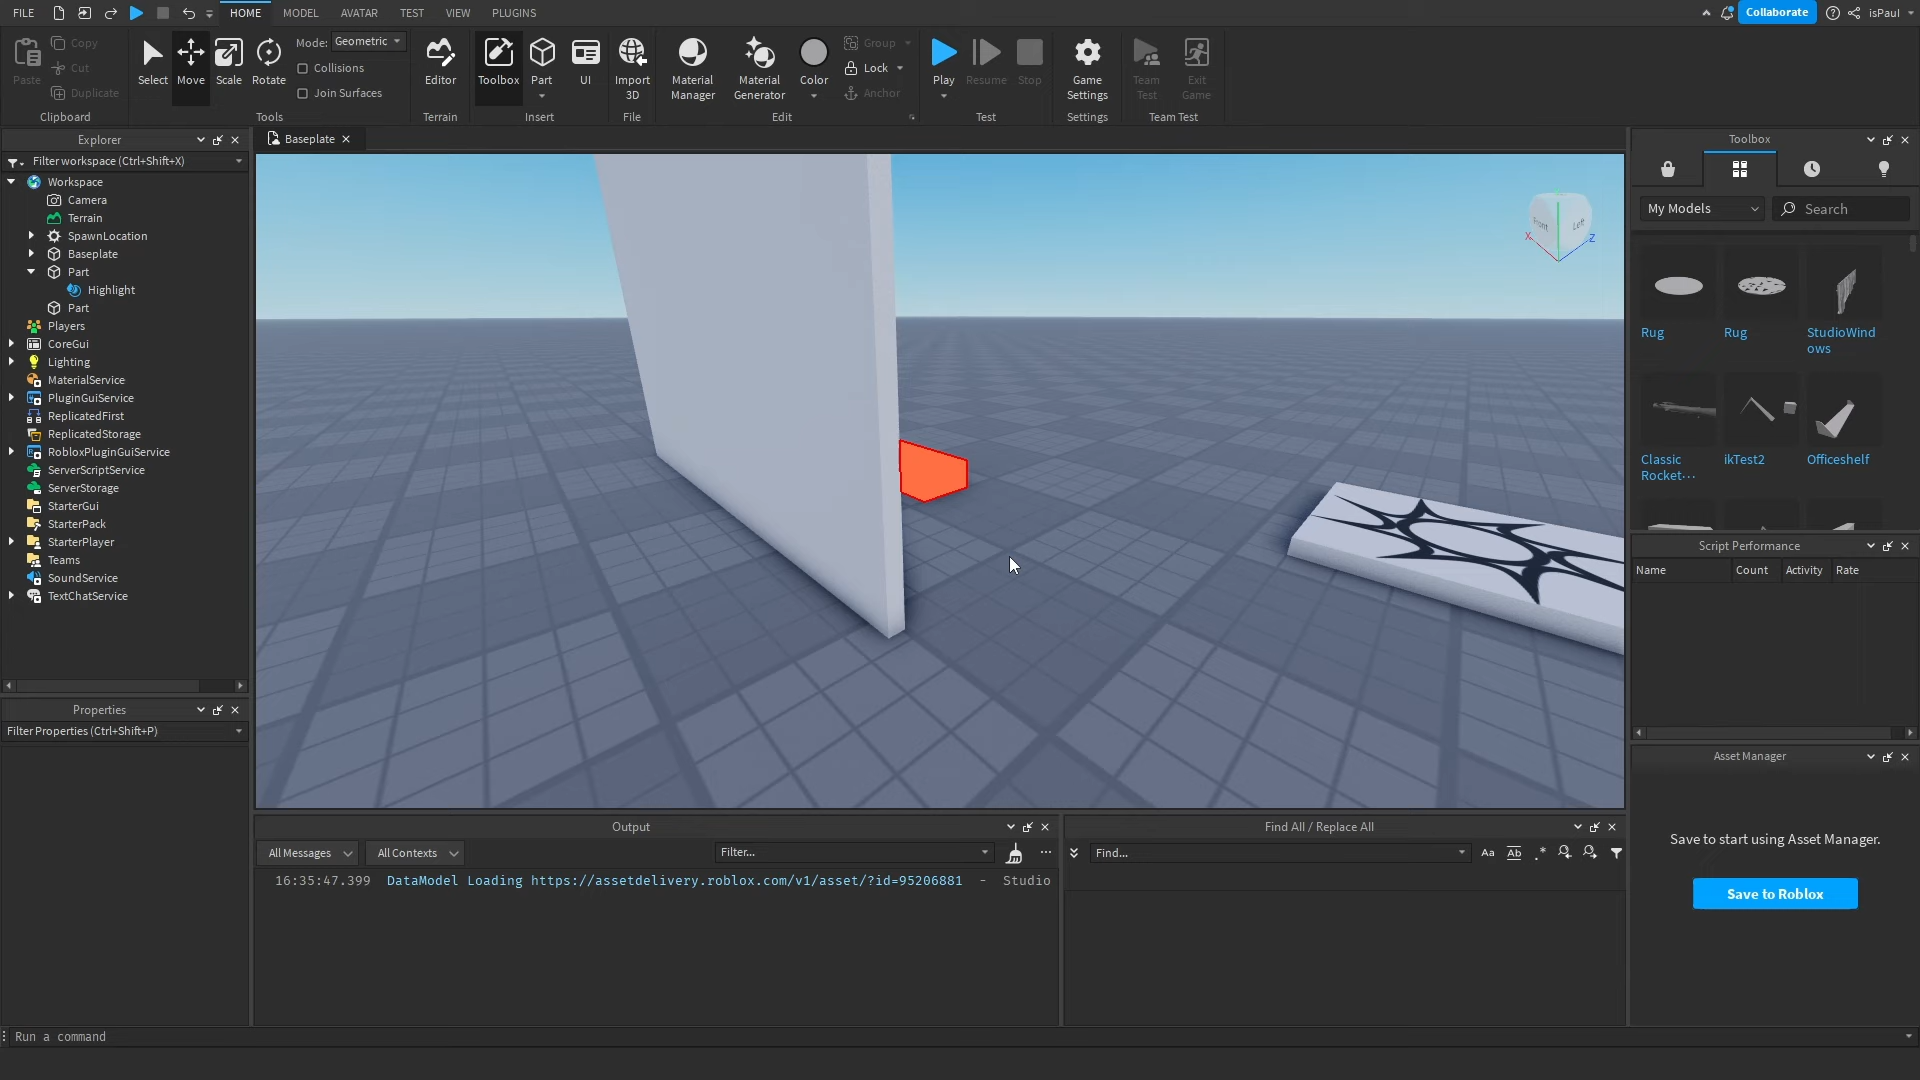 FILE
HOME
MODEL
AVATAR
TEST
VIEW
PLUGINS
Collaborate
isPaul
Paste
Copy
Cut
Duplicate
Clipboard
Select
Move
Scale
Rotate
Mode: Geometric
Collisions
Join Surfaces
Tools
Editor
Terrain
Toolbox
Part
UI
Insert
Import
3D
File
Material
Manager
Material
Generator
Color
Group
Lock
Anchor
Edit
Play
Resume
Stop
Test
Game
Settings
Settings
Team
Test
Exit
Game
Team Test
Explorer
Filter workspace (Ctrl+Shift+X)
Workspace
Camera
Terrain
SpawnLocation
Baseplate
Part
Highlight
Part
Players
CoreGui
Lighting
MaterialService
PluginGuiService
ReplicatedFirst
ReplicatedStorage
RobloxPluginGuiService
ServerScriptService
ServerStorage
StarterGui
StarterPack
StarterPlayer
Teams
SoundService
TextChatService
Properties
Filter Properties (Ctrl+Shift+P)
Baseplate
Front
Left
X
Z
Output
All Messages
All Contexts
Filter...
16:35:47.399 DataModel Loading https://assetdelivery.roblox.com/v1/asset/?id=95206881 - Studio
Find All / Replace All
Find...
Aa
Ab
.*
Toolbox
My Models
Search
Rug
Rug
StudioWind
ows
Classic
Rocket...
ikTest2
Officeshelf
Script Performance
Name
Count
Activity
Rate
Asset Manager
Save to start using Asset Manager.
Save to Roblox
Run a command